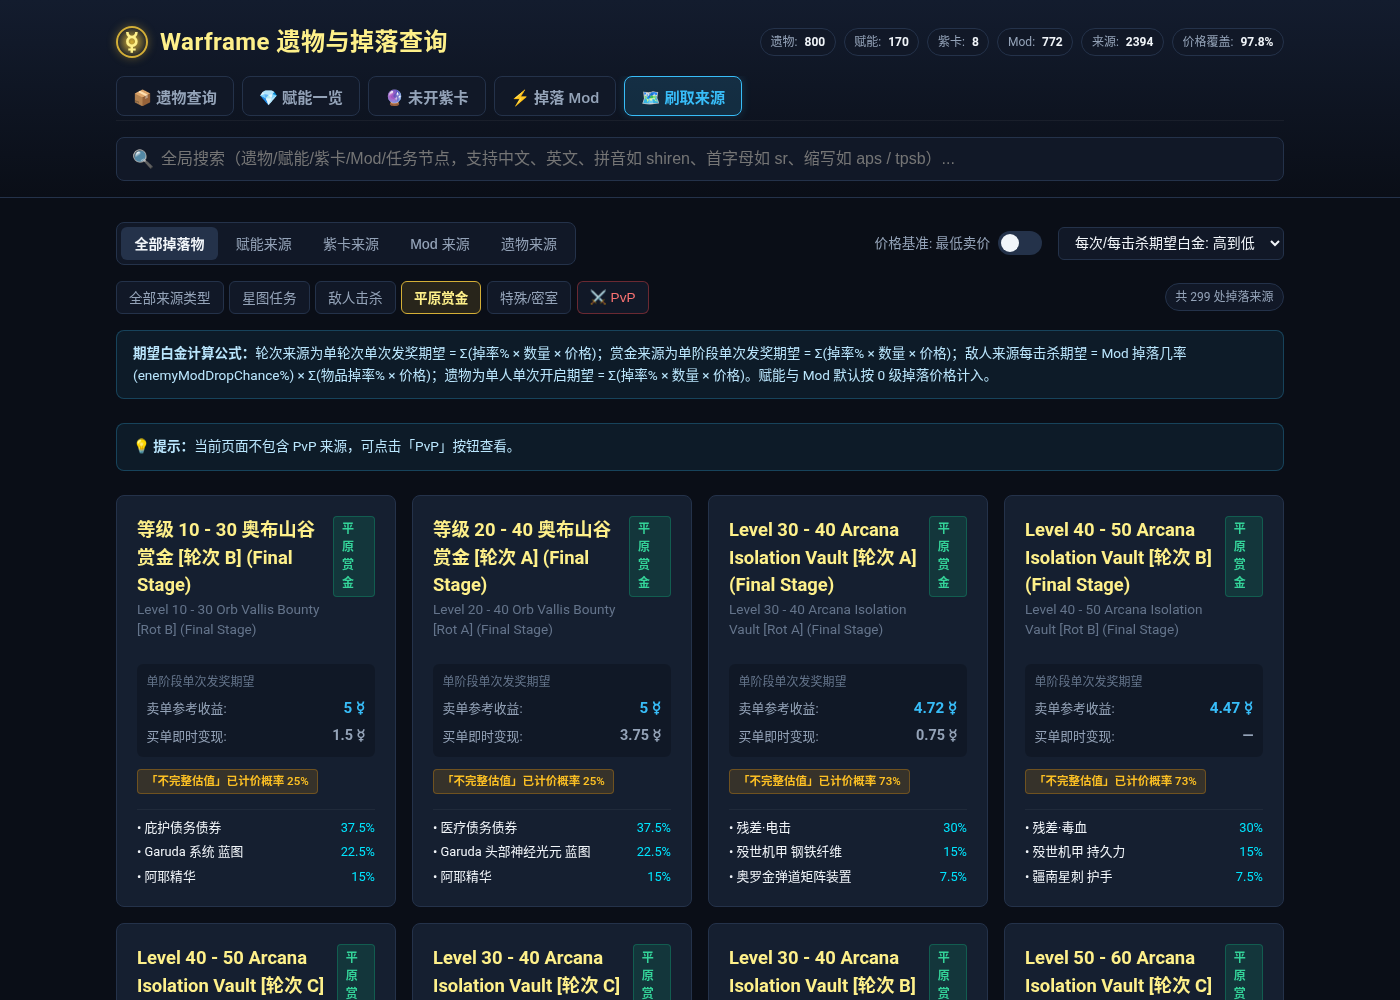 Warframe 遗物与掉落查询
遗物: 800
赋能: 170
紫卡: 8
Mod: 772
来源: 2394
价格覆盖: 97.8%
📦 遗物查询
💎 赋能一览
🔮 未开紫卡
⚡ 掉落 Mod
🗺️ 刷取来源
🔍 全局搜索（遗物/赋能/紫卡/Mod/任务节点，支持中文、英文、拼音如 shiren、首字母如 sr、缩写如 aps / tpsb）...
全部掉落物
赋能来源
紫卡来源
Mod 来源
遗物来源
价格基准: 最低卖价
每次/每击杀期望白金: 高到低
全部来源类型
星图任务
敌人击杀
平原赏金
特殊/密室
⚔️ PvP
共 299 处掉落来源
期望白金计算公式：轮次来源为单轮次单次发奖期望 = Σ(掉率% × 数量 × 价格)；赏金来源为单阶段单次发奖期望 = Σ(掉率% × 数量 × 价格)；敌人来源每击杀期望 = Mod 掉落几率
(enemyModDropChance%) × Σ(物品掉率% × 价格)；遗物为单人单次开启期望 = Σ(掉率% × 数量 × 价格)。赋能与 Mod 默认按 0 级掉落价格计入。
💡 提示：当前页面不包含 PvP 来源，可点击「PvP」按钮查看。
等级 10 - 30 奥布山谷
赏金 [轮次 B] (Final
Stage)
平
原
赏
金
Level 10 - 30 Orb Vallis Bounty
[Rot B] (Final Stage)
单阶段单次发奖期望
卖单参考收益: 5 ☿
买单即时变现: 1.5 ☿
「不完整估值」已计价概率 25%
• 庇护债务债券 37.5%
• Garuda 系统 蓝图 22.5%
• 阿耶精华 15%
等级 20 - 40 奥布山谷
赏金 [轮次 A] (Final
Stage)
平
原
赏
金
Level 20 - 40 Orb Vallis Bounty
[Rot A] (Final Stage)
单阶段单次发奖期望
卖单参考收益: 5 ☿
买单即时变现: 3.75 ☿
「不完整估值」已计价概率 25%
• 医疗债务债券 37.5%
• Garuda 头部神经光元 蓝图 22.5%
• 阿耶精华 15%
Level 30 - 40 Arcana
Isolation Vault [轮次 A]
(Final Stage)
平
原
赏
金
Level 30 - 40 Arcana Isolation
Vault [Rot A] (Final Stage)
单阶段单次发奖期望
卖单参考收益: 4.72 ☿
买单即时变现: 0.75 ☿
「不完整估值」已计价概率 73%
• 残差·电击 30%
• 殁世机甲 钢铁纤维 15%
• 奥罗金弹道矩阵装置 7.5%
Level 40 - 50 Arcana
Isolation Vault [轮次 B]
(Final Stage)
平
原
赏
金
Level 40 - 50 Arcana Isolation
Vault [Rot B] (Final Stage)
单阶段单次发奖期望
卖单参考收益: 4.47 ☿
买单即时变现: —
「不完整估值」已计价概率 73%
• 残差·毒血 30%
• 殁世机甲 持久力 15%
• 疆南星刺 护手 7.5%
Level 40 - 50 Arcana
Isolation Vault [轮次 C]
平
原
赏
Level 30 - 40 Arcana
Isolation Vault [轮次 C]
平
原
赏
Level 30 - 40 Arcana
Isolation Vault [轮次 B]
平
原
赏
Level 50 - 60 Arcana
Isolation Vault [轮次 C]
平
原
赏